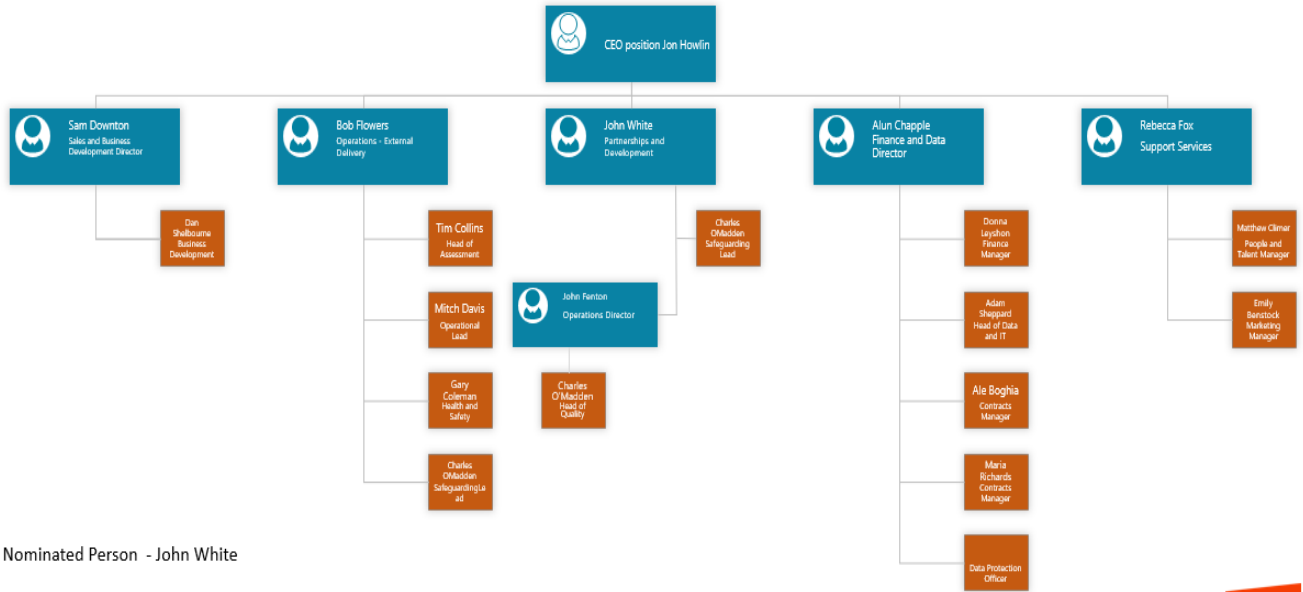 CEO position Jon Howlin
Sam Downton
Sales and Business
Development Director
Bob Flowers
Operations - External
Delivery
John White
Partnerships and
Development
Alun Chapple
Finance and Data
Director
Rebecca Fox
Support Services
Dan
Shelbourne
Business
Development
Tim Collins
Head of
Assessment
Charles
OMadden
Safeguarding
Lead
Donna
Leyshon
Finance
Manager
Matthew Climer
People and
Talent Manager
Mitch Davis
Operational
Lead
John Fenton
Operations Director
Adam
Sheppard
Head of Data
and IT
Emily
Benstock
Marketing
Manager
Gary
Coleman
Health and
Safety
Charles
O'Madden
Head of
Quality
Ale Boghia
Contracts
Manager
Charles
OMadden
SafeguardingLe
ad
Maria
Richards
Contracts
Manager
Data Protection
Officer
Nominated Person - John White